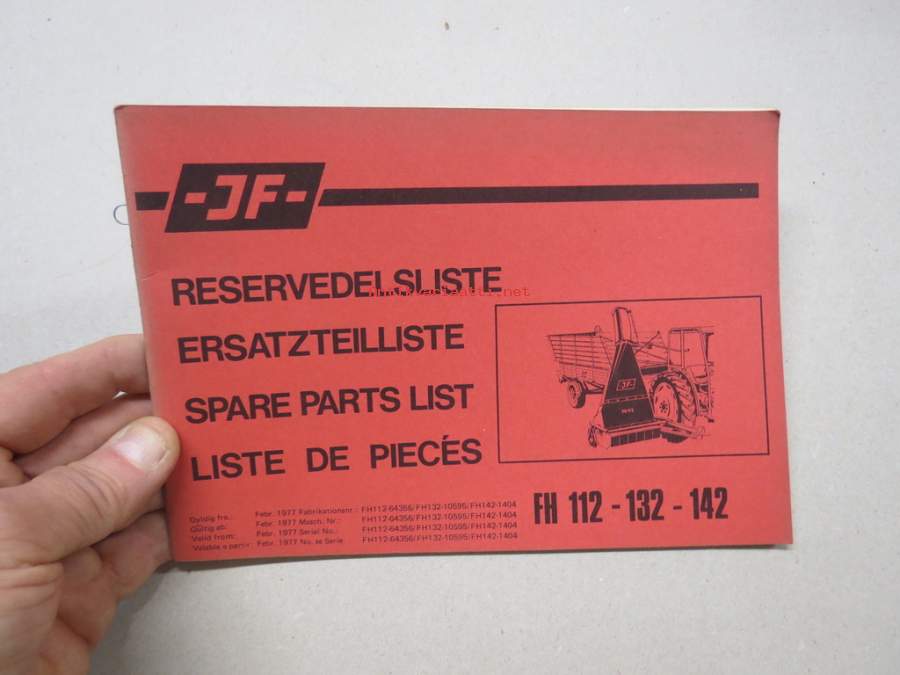 -JF-
RESERVEDELSLISTE
ERSATZTEILLISTE
SPARE PARTS LIST
LISTE DE PIECÉS
-JF-
FH 112 - 132 - 142
Gyldig fra: Febr. 1977 Fabrikationsnr.: FH112-64356/FH132-10595/FH142-1404
Gültig ab: Febr. 1977 Masch. Nr.: FH112-64356/FH132-10595/FH142-1404
Valid from: Febr. 1977 Serial No.: FH112-64356/FH132-10595/FH142-1404
Valable a partir Febr. 1977 No. de Serie FH112-64356/FH132-10595/FH142-1404